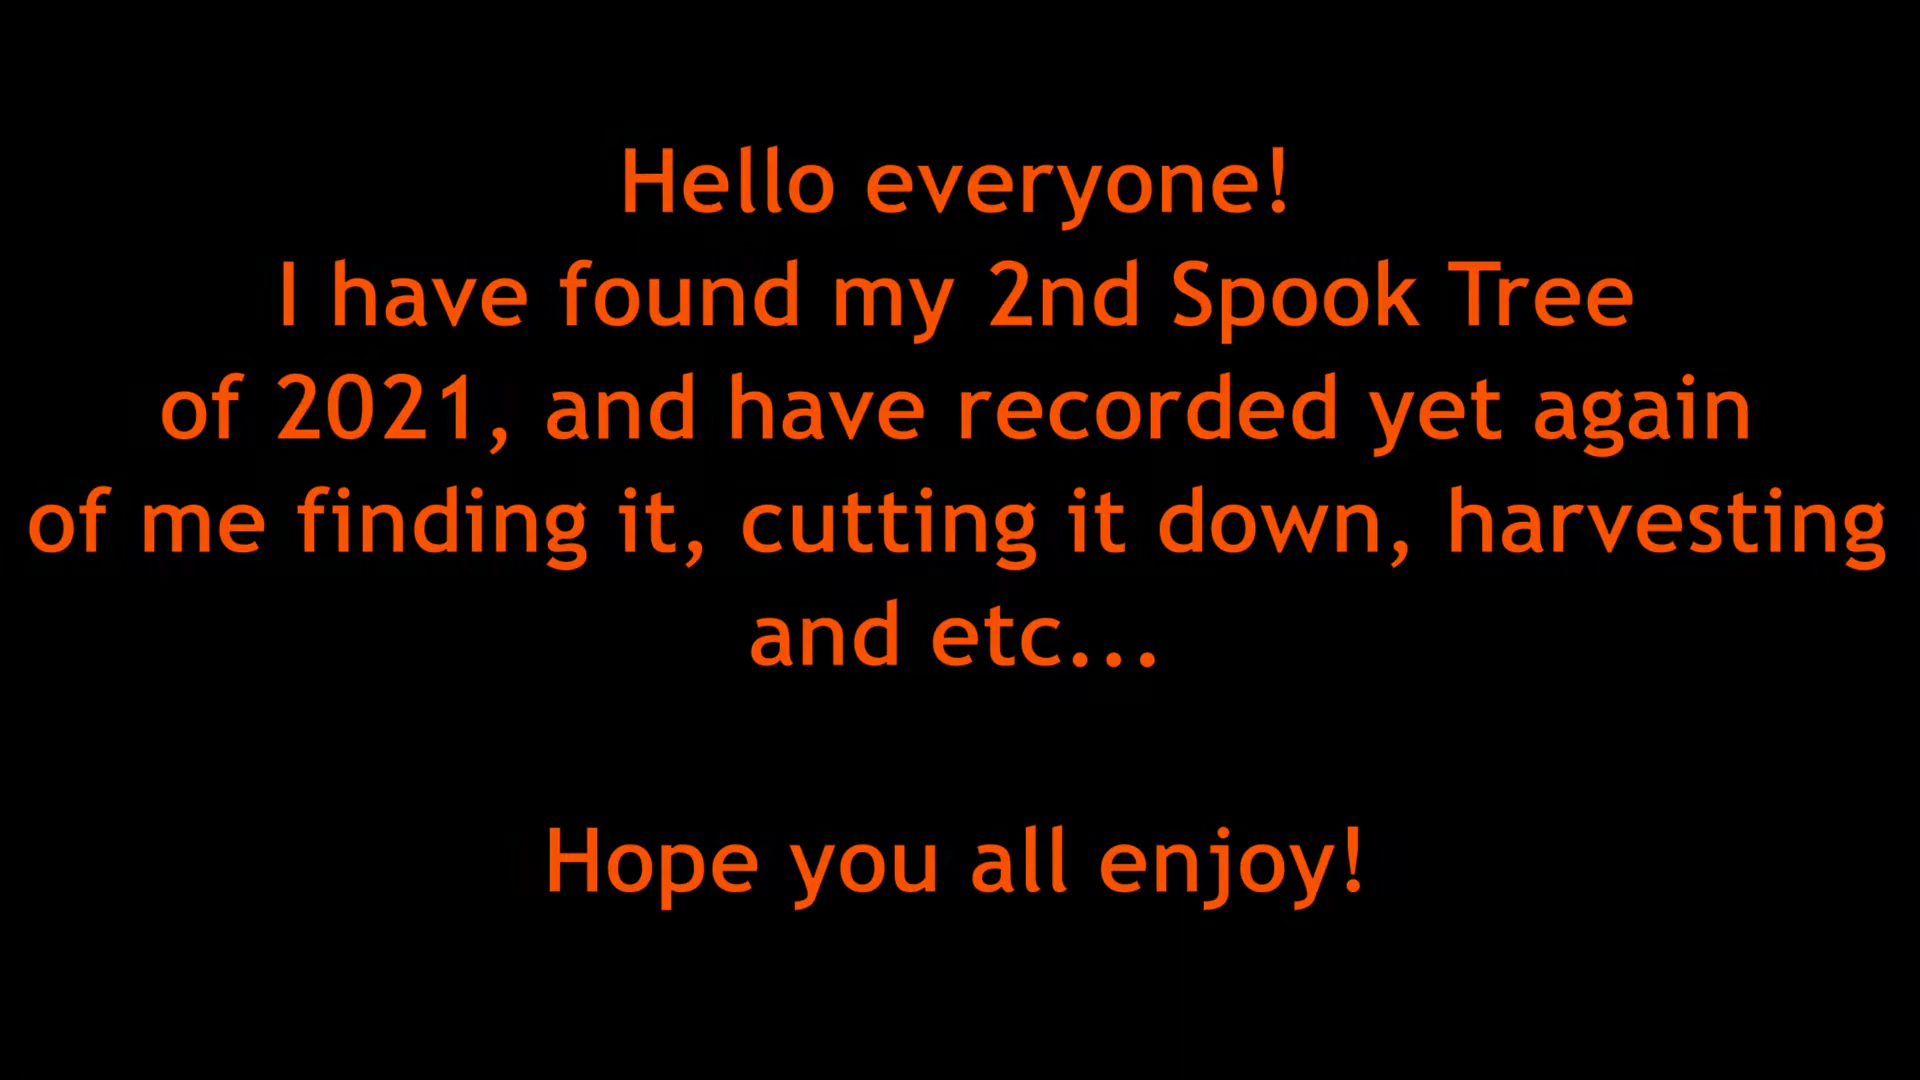 Hello everyone!
I have found my 2nd Spook Tree
of 2021, and have recorded yet again
of me finding it, cutting it down, harvesting
and etc...
Hope you all enjoy!